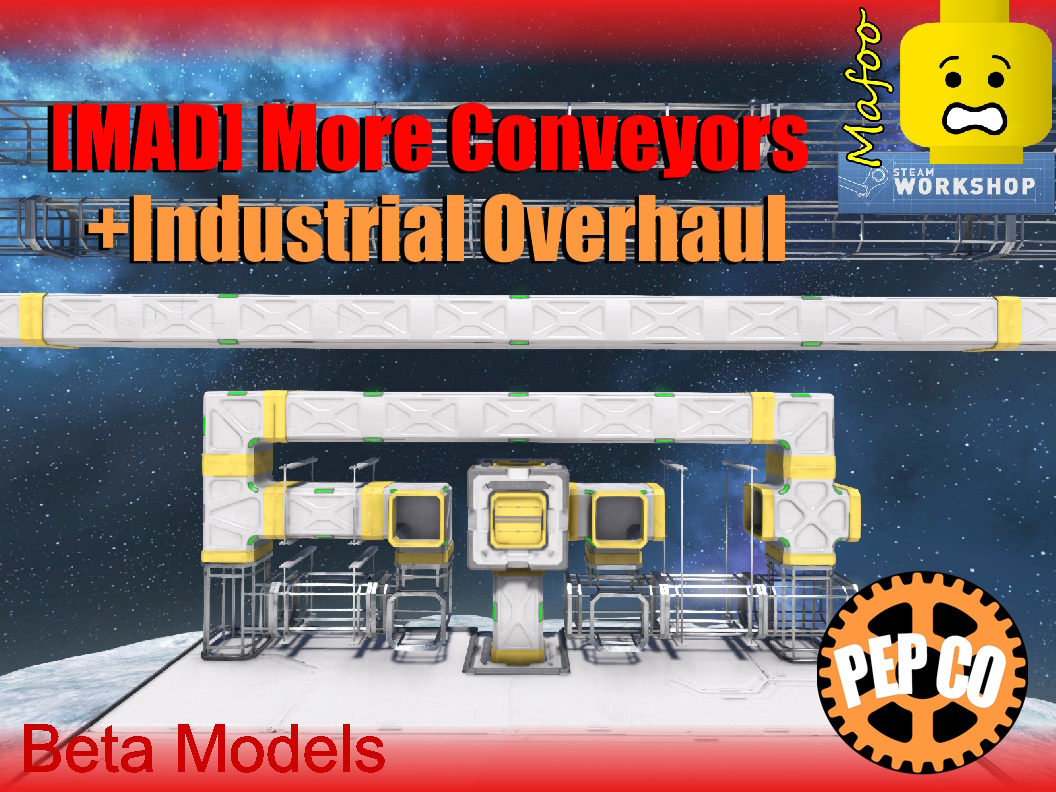 [MAD] More Conveyors
+Industrial Overhaul
Mafoo
STEAM
WORKSHOP
PEP CO
Beta Models